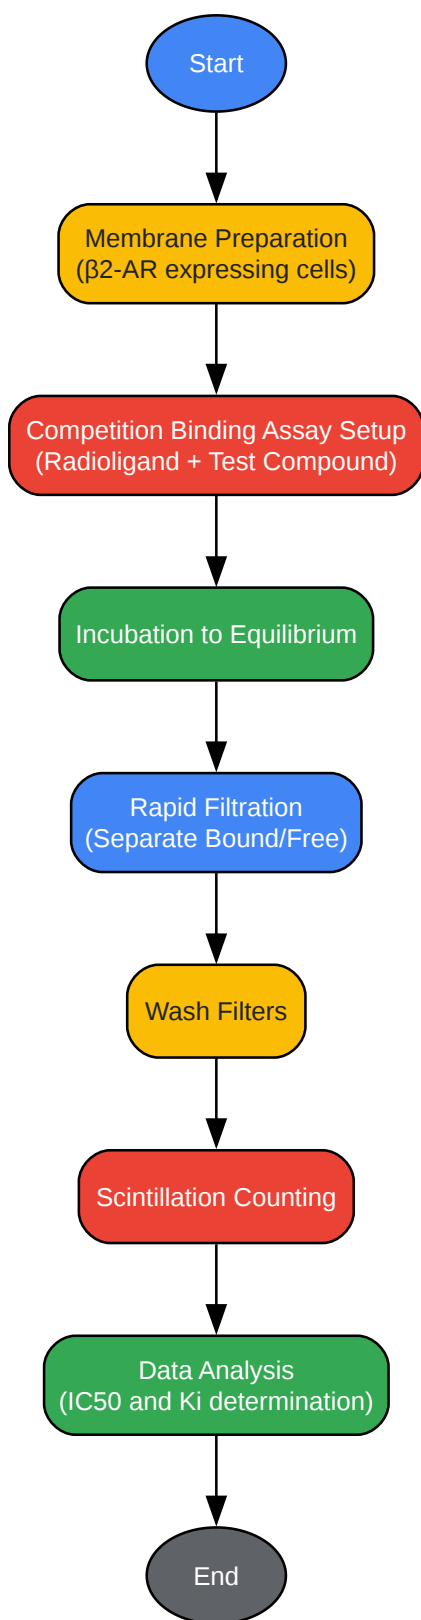 Start
Membrane Preparation
(β2-AR expressing cells)
Competition Binding Assay Setup
(Radioligand + Test Compound)
Incubation to Equilibrium
Rapid Filtration
(Separate Bound/Free)
Wash Filters
Scintillation Counting
Data Analysis
(IC50 and Ki determination)
End